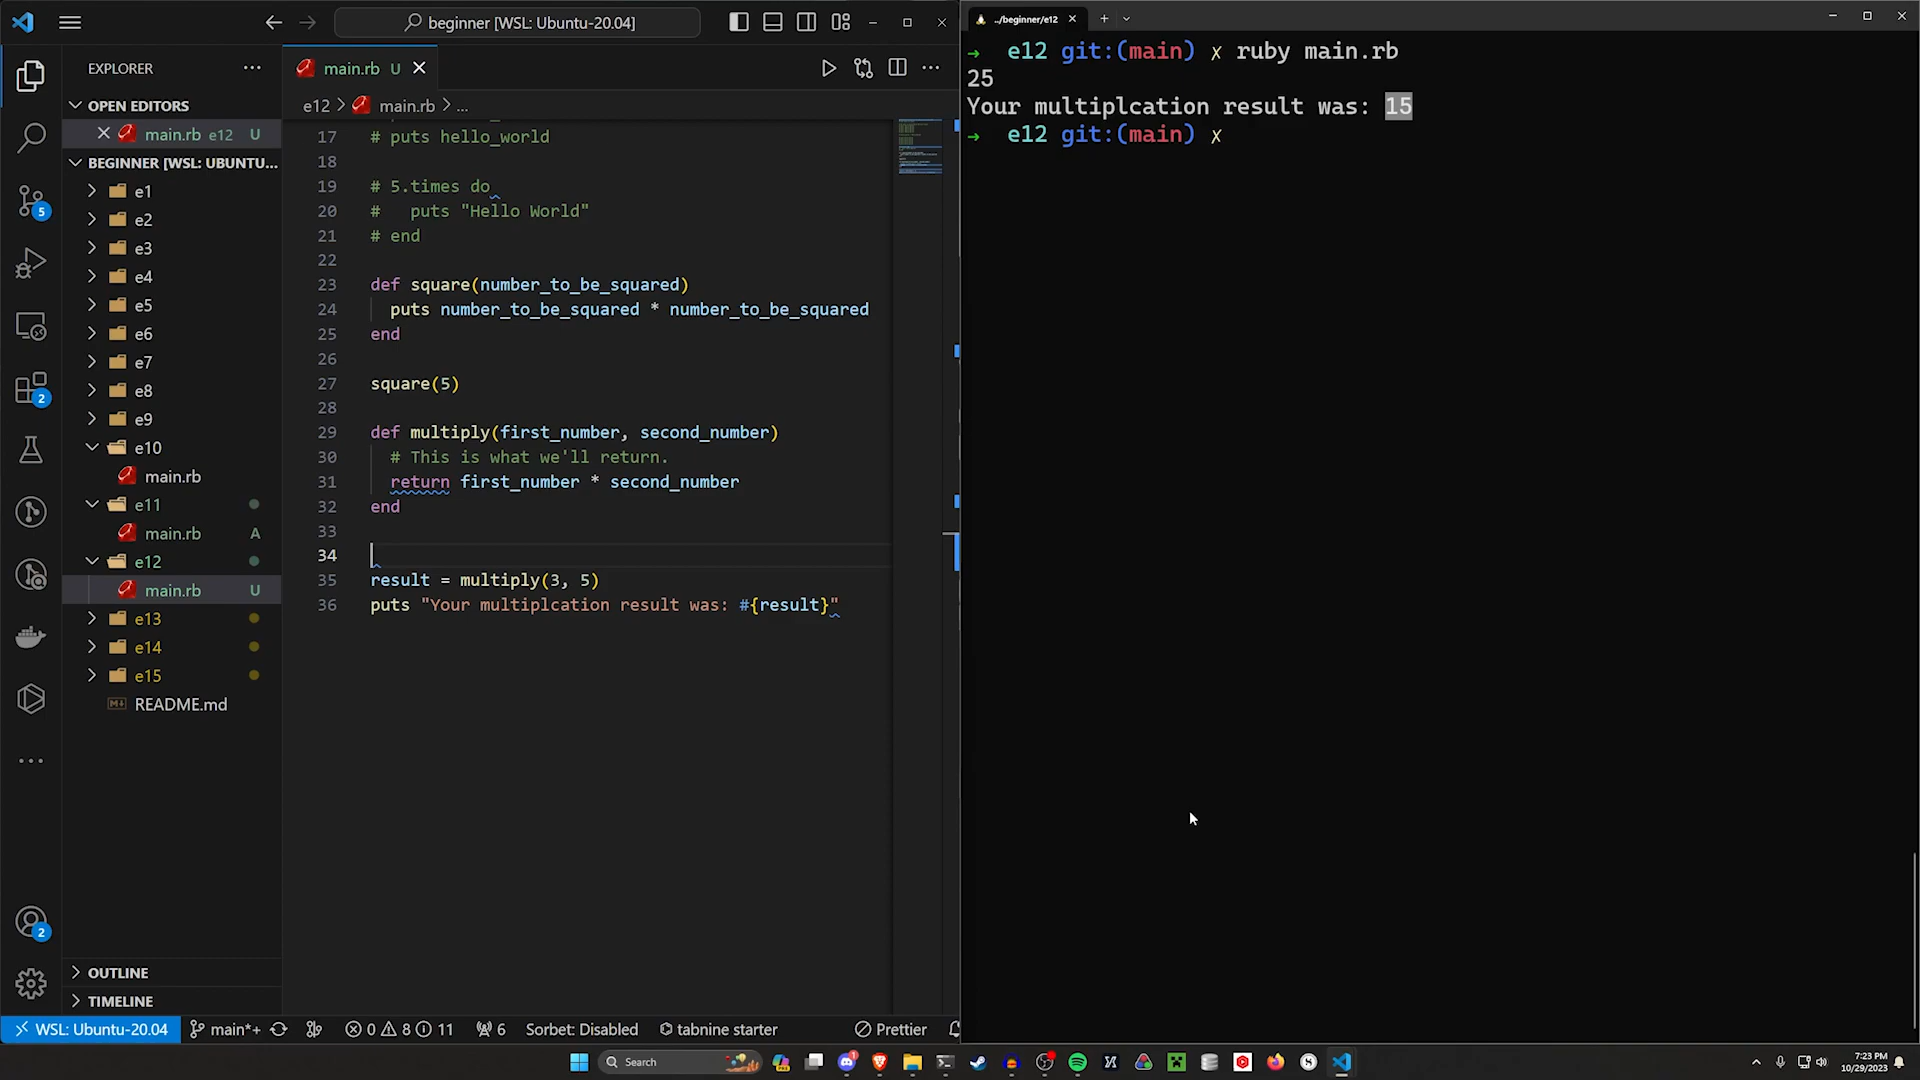 beginner [WSL: Ubuntu-20.04]
EXPLORER
OPEN EDITORS
main.rb e12 U
BEGINNER [WSL: UBUNTU...
e1
e2
e3
e4
e5
e6
e7
e8
e9
e10
main.rb
e11
main.rb A
e12
main.rb U
e13
e14
e15
README.md
OUTLINE
TIMELINE
5
2
2
main.rb U
e12 > main.rb > ...
17 # puts hello_world
18
19 # 5.times do
20 #   puts "Hello World"
21 # end
22
23 def square(number_to_be_squared)
24   puts number_to_be_squared * number_to_be_squared
25 end
26
27 square(5)
28
29 def multiply(first_number, second_number)
30   # This is what we'll return.
31   return first_number * second_number
32 end
33
34
35 result = multiply(3, 5)
36 puts "Your multiplcation result was: #{result}"
../beginner/e12
→ e12 git:(main) ✗ ruby main.rb
25
Your multiplcation result was: 15
→ e12 git:(main) ✗
WSL: Ubuntu-20.04 main*+ 0 8 11 6 Sorbet: Disabled tabnine starter Prettier
Search
7:23 PM
10/29/2023